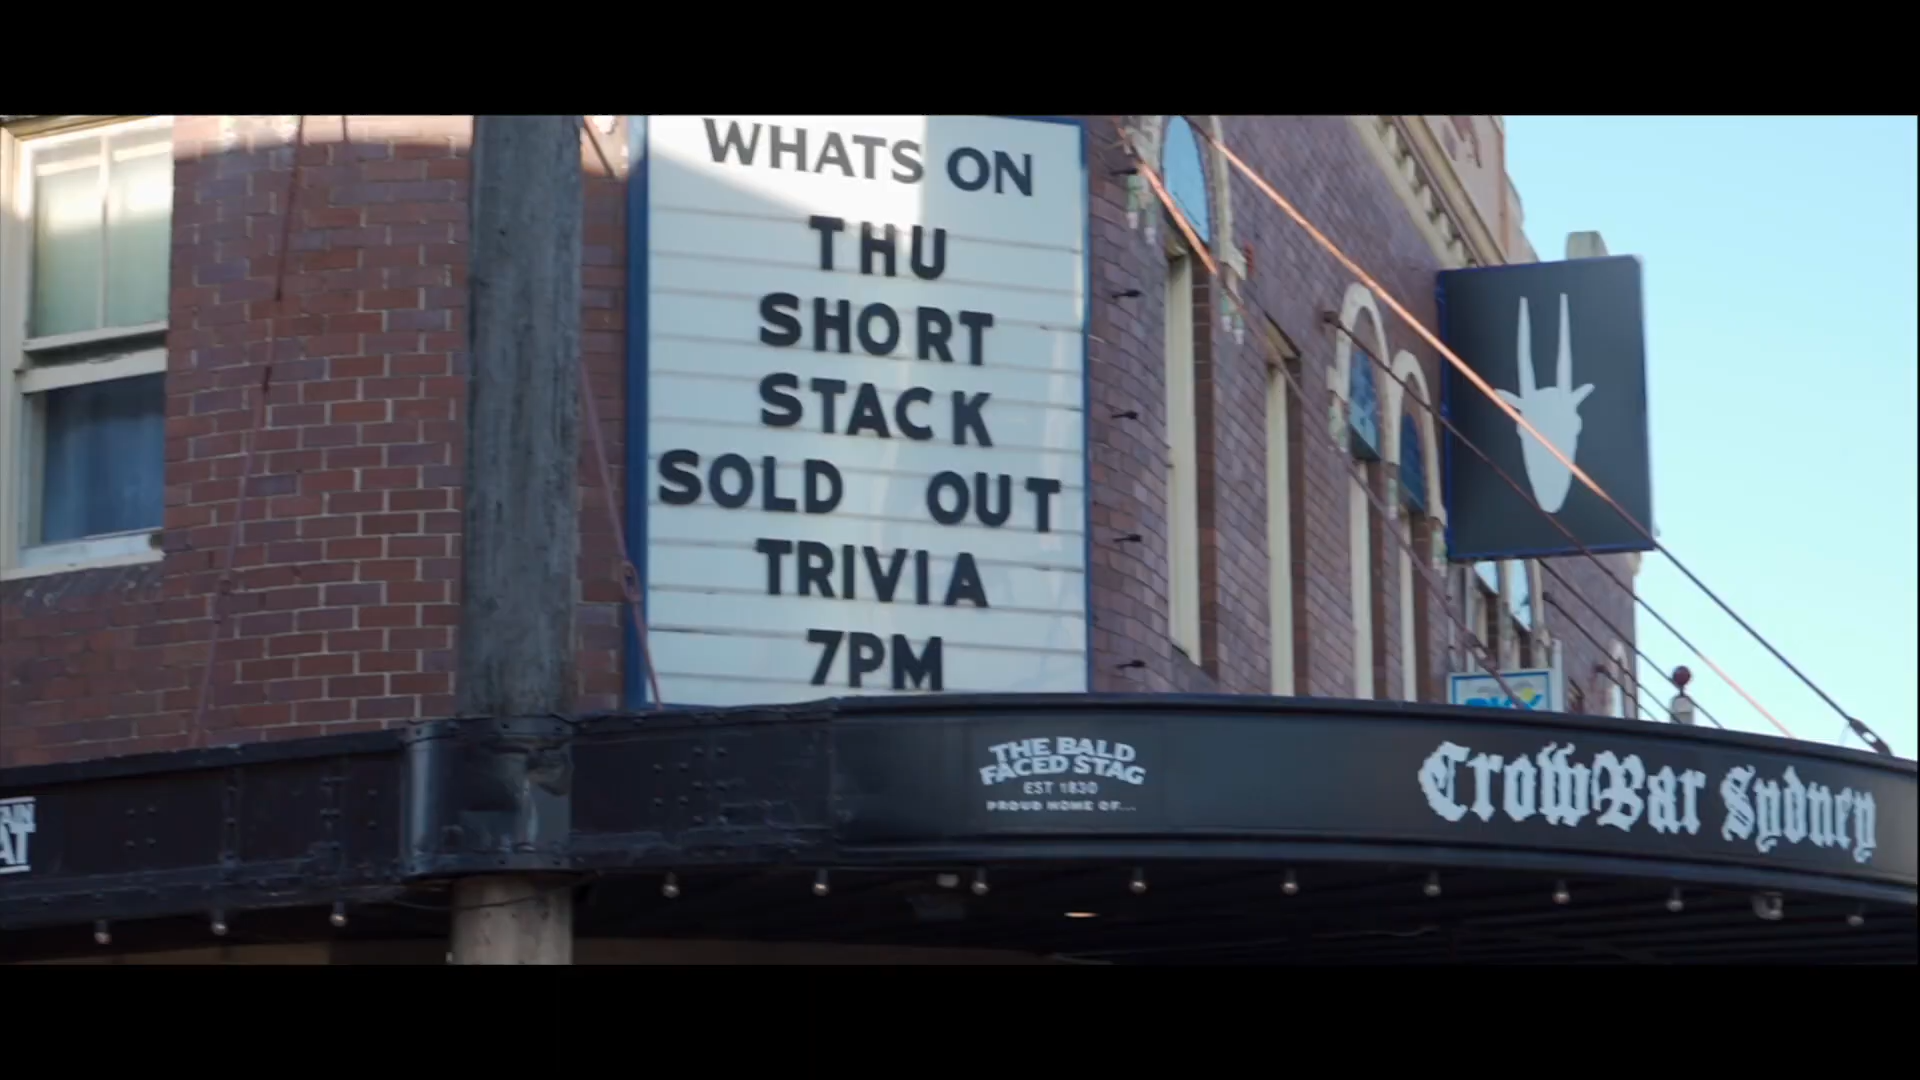 WHATS ON
THU
SHORT
STACK
SOLD OUT
TRIVIA
7PM
THE BALD
FACED STAG
EST 1830
PROUD HOME OF...
CrowBar Sydney